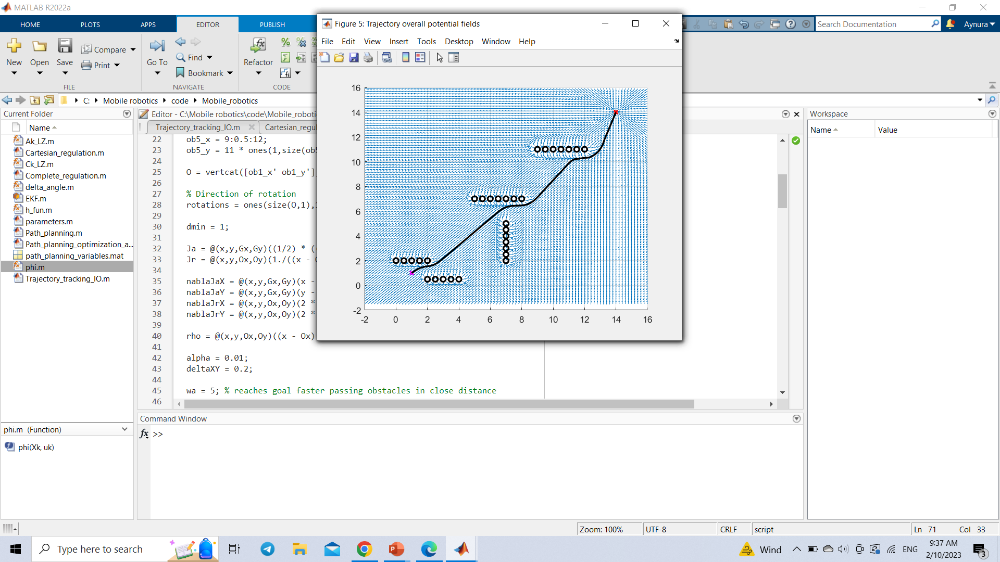 MATLAB R2022a
HOME PLOTS APPS EDITOR PUBLISH
Search Documentation
Aynura
New
Open
Save
Compare
Print
FILE
Go To
Find
Bookmark
NAVIGATE
Refactor
CODE
C: Mobile robotics code Mobile_robotics
Current Folder
Name
Ak_LZ.m
Cartesian_regulation.m
Ck_LZ.m
Complete_regulation.m
delta_angle.m
EKF.m
h_fun.m
parameters.m
Path_planning.m
Path_planning_optimization_a...
path_planning_variables.mat
phi.m
Trajectory_tracking_IO.m
phi.m (Function)
phi(Xk, uk)
Editor - C:\Mobile robotics\code\Mobile_roboti
Trajectory_tracking_IO.m
Cartesian_regul
22 ob5_x = 9:0.5:12;
23 ob5_y = 11 * ones(1,size(ob5
24
25 O = vertcat([ob1_x' ob1_y']
26
27 % Direction of rotation
28 rotations = ones(size(O,1),1
29
30 dmin = 1;
31
32 Ja = @(x,y,Gx,Gy)((1/2) * (
33 Jr = @(x,y,Ox,Oy)(1./((x - O
34
35 nablaJaX = @(x,y,Gx,Gy)(x -
36 nablaJaY = @(x,y,Gx,Gy)(y -
37 nablaJrX = @(x,y,Ox,Oy)(2 *
38 nablaJrY = @(x,y,Ox,Oy)(2 *
39
40 rho = @(x,y,Ox,Oy)((x - Ox)
41
42 alpha = 0.01;
43 deltaXY = 0.2;
44
45 wa = 5; % reaches goal faster passing obstacles in close distance
46
Figure 5: Trajectory overall potential fields
File Edit View Insert Tools Desktop Window Help
16
14
12
10
8
6
4
2
0
-2
-2 0 2 4 6 8 10 12 14 16
Workspace
Name Value
Command Window
fx >>
Zoom: 100% UTF-8 CRLF script Ln 71 Col 33
Type here to search
Wind
ENG
9:37 AM
2/10/2023
3